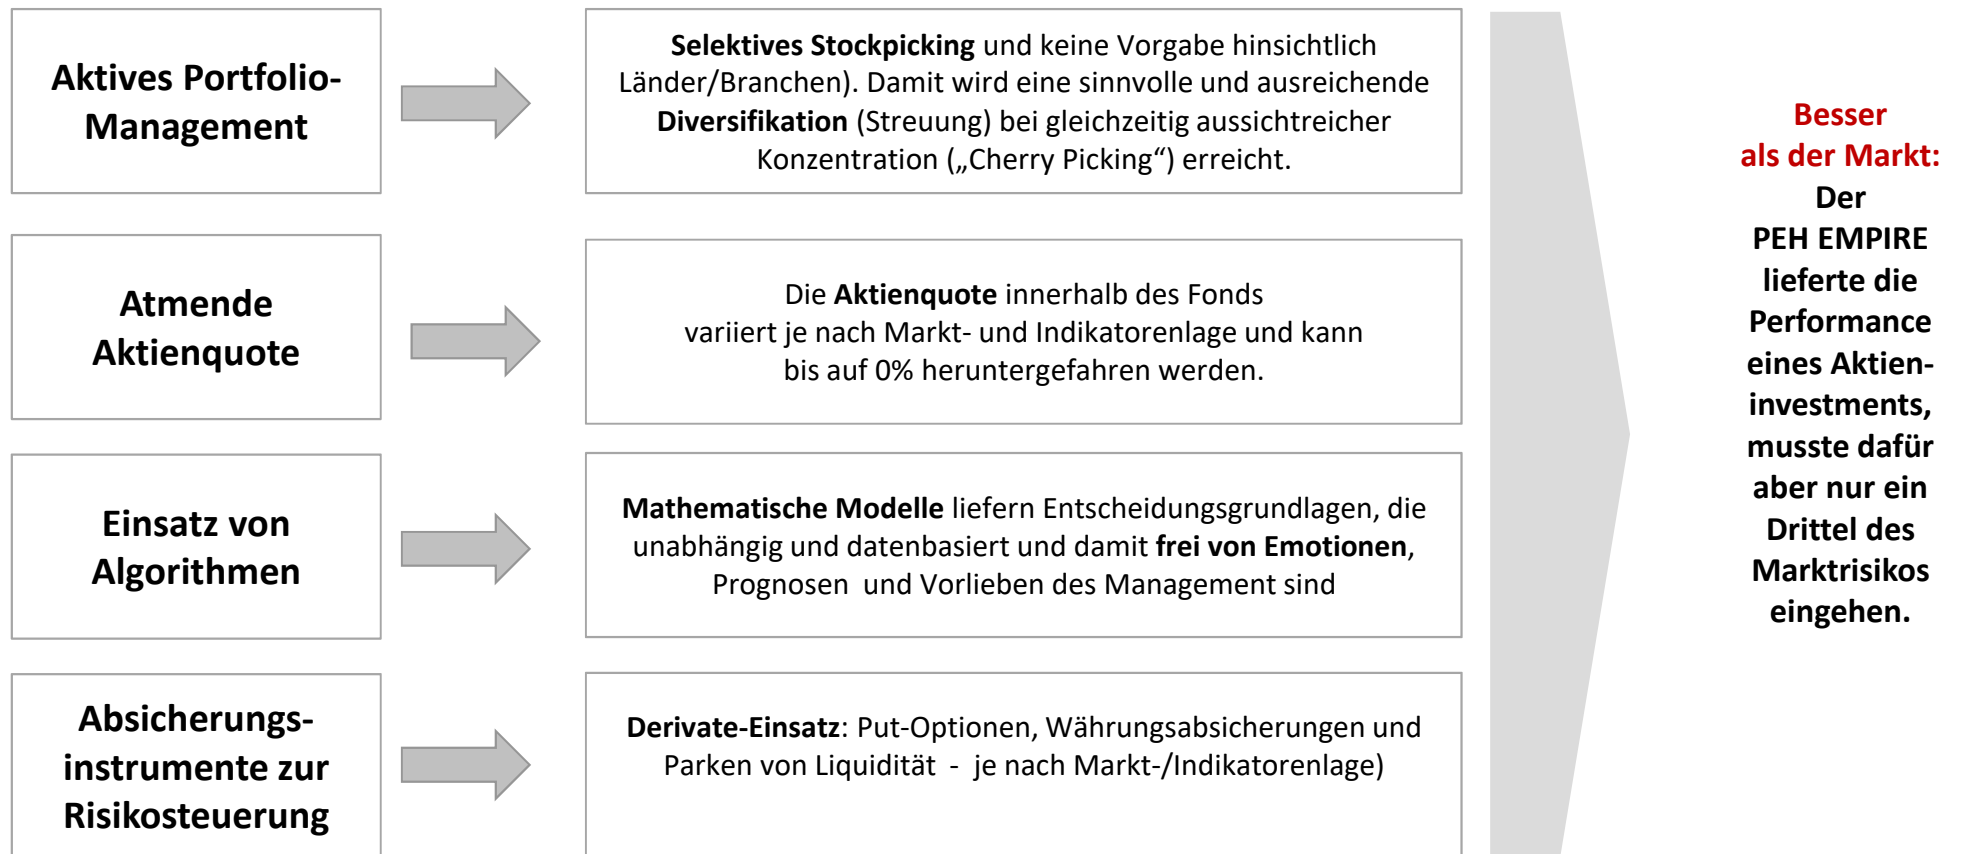 Aktives Portfolio-
Management
Selektives Stockpicking und keine Vorgabe hinsichtlich
Länder/Branchen). Damit wird eine sinnvolle und ausreichende
Diversifikation (Streuung) bei gleichzeitig aussichtreicher
Konzentration („Cherry Picking“) erreicht.
Atmende
Aktienquote
Die Aktienquote innerhalb des Fonds
variiert je nach Markt- und Indikatorenlage und kann
bis auf 0% heruntergefahren werden.
Einsatz von
Algorithmen
Mathematische Modelle liefern Entscheidungsgrundlagen, die
unabhängig und datenbasiert und damit frei von Emotionen,
Prognosen  und Vorlieben des Management sind
Absicherungs-
instrumente zur
Risikosteuerung
Derivate-Einsatz: Put-Optionen, Währungsabsicherungen und
Parken von Liquidität  -  je nach Markt-/Indikatorenlage)
Besser
als der Markt:
Der
PEH EMPIRE
lieferte die
Performance
eines Aktien-
investments,
musste dafür
aber nur ein
Drittel des
Marktrisikos
eingehen.